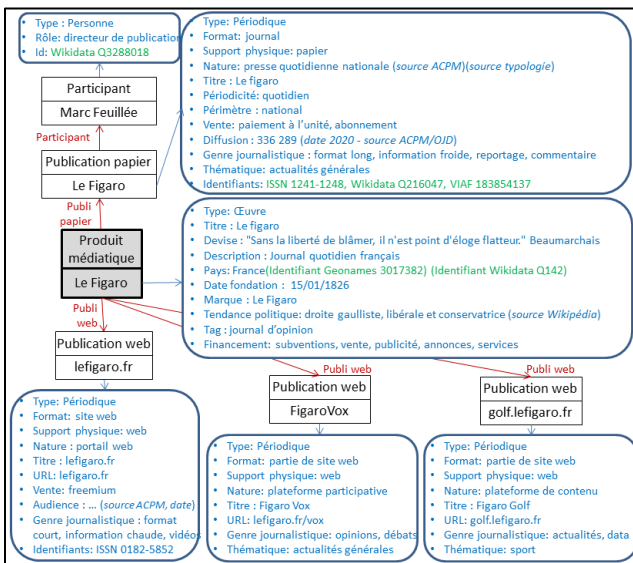 Type : Personne
Rôle: directeur de publication
Id: Wikidata Q3288018
Participant
Marc Feuillée
Participant
Publication papier
Le Figaro
Publi
papier
Produit
médiatique
Le Figaro
Type: Périodique
Format: journal
Support physique: papier
Nature: presse quotidienne nationale (source ACPM)(source typologie)
Titre : Le figaro
Périodicité: quotidien
Périmètre : national
Vente: paiement à l'unité, abonnement
Diffusion : 336 289 (date 2020 - source ACPM/OJD)
Genre journalistique : format long, information froide, reportage, commentaire
Thématique: actualités générales
Identifiants: ISSN 1241-1248, Wikidata Q216047, VIAF 183854137
Type: Œuvre
Titre : Le figaro
Devise : "Sans la liberté de blâmer, il n'est point d'éloge flatteur." Beaumarchais
Description : Journal quotidien français
Pays: France(Identifiant Geonames 3017382) (Identifiant Wikidata Q142)
Date fondation : 15/01/1826
Marque : Le Figaro
Tendance politique: droite gaulliste, libérale et conservatrice (source Wikipédia)
Tag : journal d'opinion
Financement: subventions, vente, publicité, annonces, services
Publi
web
Publication web
lefigaro.fr
Publi web
Publication web
FigaroVox
Publi web
Publication web
golf.lefigaro.fr
Type: Périodique
Format: site web
Support physique: web
Nature : portail web
Titre : lefigaro.fr
URL: lefigaro.fr
Vente: freemium
Audience : ... (source ACPM, date)
Genre journalistique : format
court, information chaude, vidéos
Identifiants: ISSN 0182-5852
Type: Périodique
Format: partie de site web
Support physique: web
Nature: plateforme participative
Titre : Figaro Vox
URL: lefigaro.fr/vox
Genre journalistique: opinions, débats
Thématique: actualités générales
Type: Périodique
Format: partie de site web
Support physique: web
Nature: plateforme de contenu
Titre : Figaro Golf
URL: golf.lefigaro.fr
Genre journalistique: actualités, data
Thématique: sport